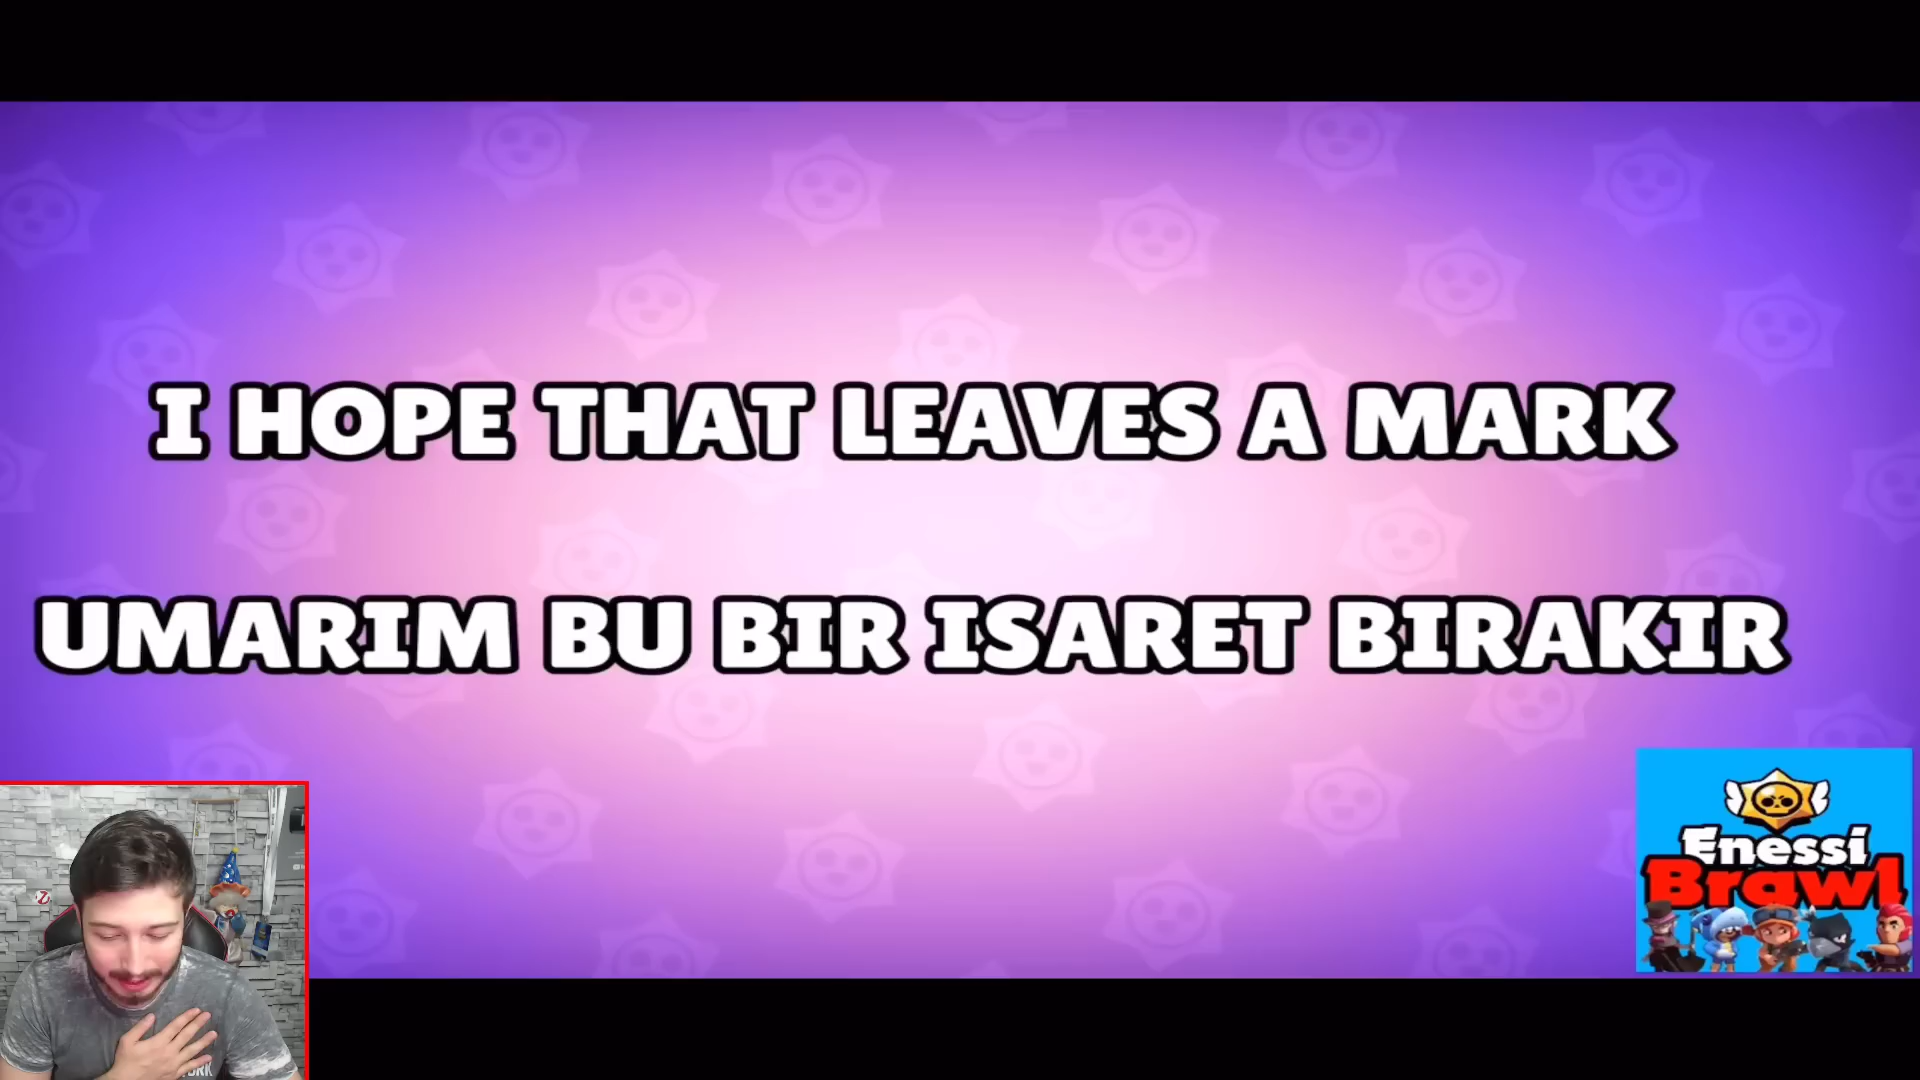 I HOPE THAT LEAVES A MARK
UMARIM BU BIR ISARET BIRAKIR
Enessi
Brawl